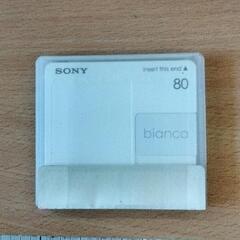 SONY
insert this end ▲
80
bianco